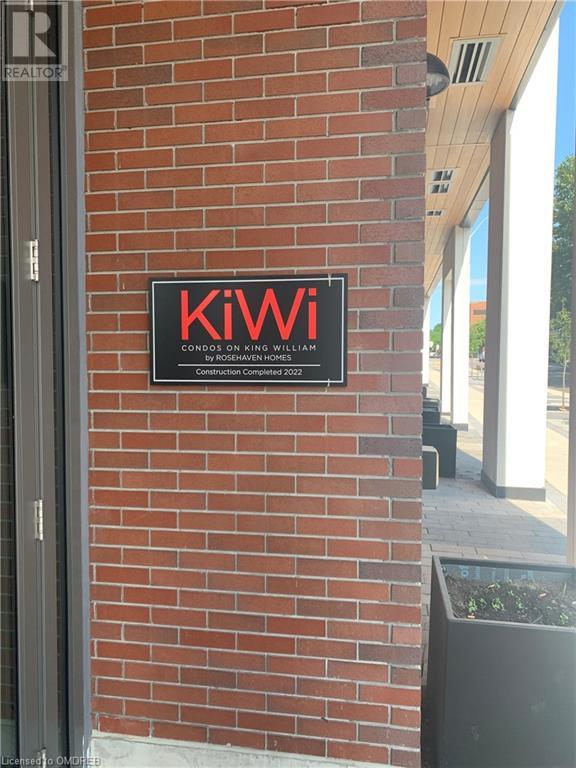 R
REALTOR®
KiWi
CONDOS ON KING WILLIAM
by ROSEHAVEN HOMES
Construction Completed 2022
Licensed to OMDREB